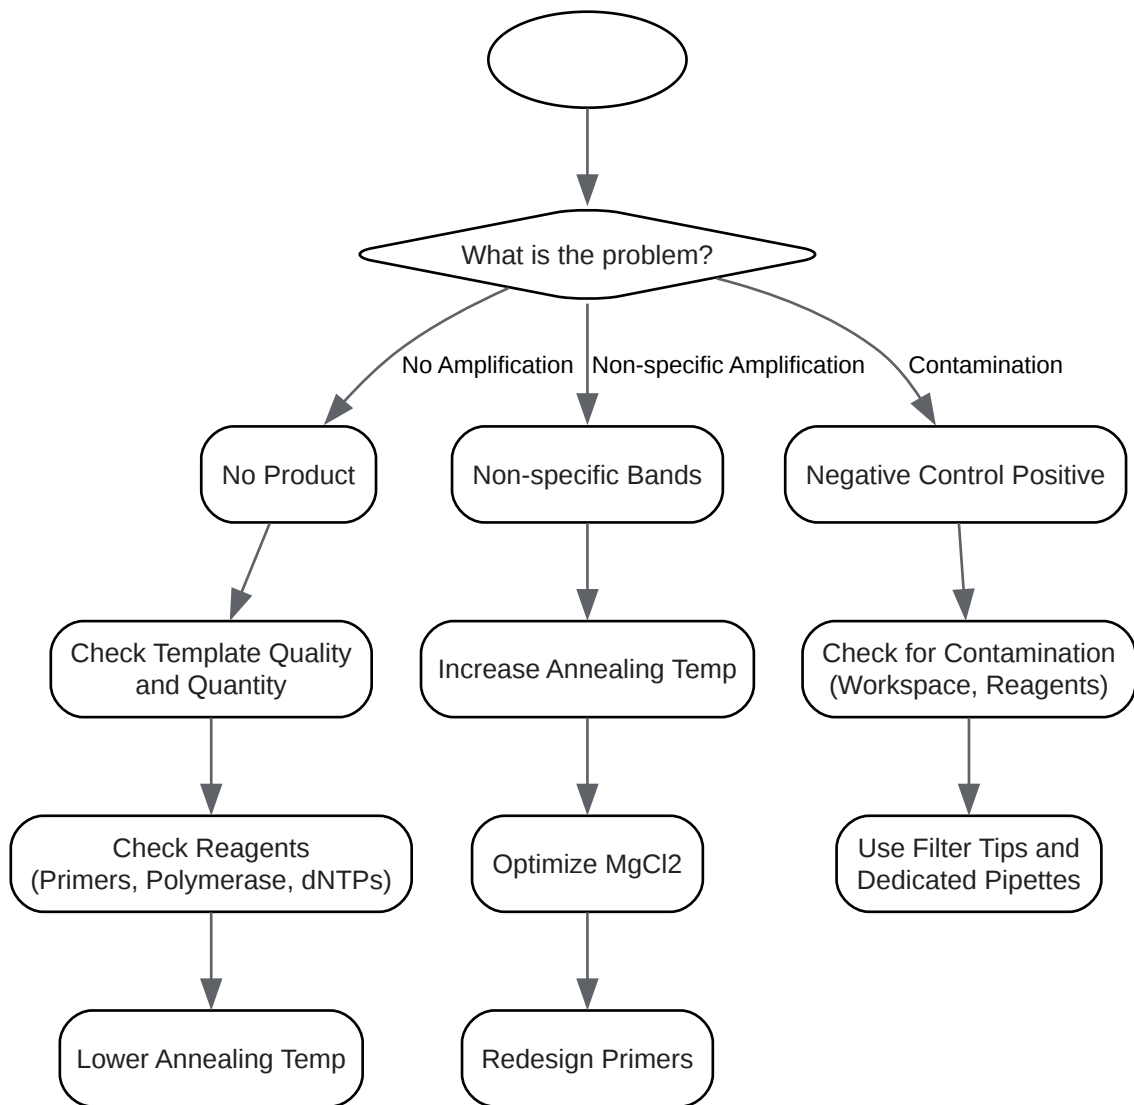 What is the problem?
No Amplification
Non-specific Amplification
Contamination
No Product
Non-specific Bands
Negative Control Positive
Check Template Quality
and Quantity
Increase Annealing Temp
Check for Contamination
(Workspace, Reagents)
Check Reagents
(Primers, Polymerase, dNTPs)
Optimize MgCl2
Use Filter Tips and
Dedicated Pipettes
Lower Annealing Temp
Redesign Primers